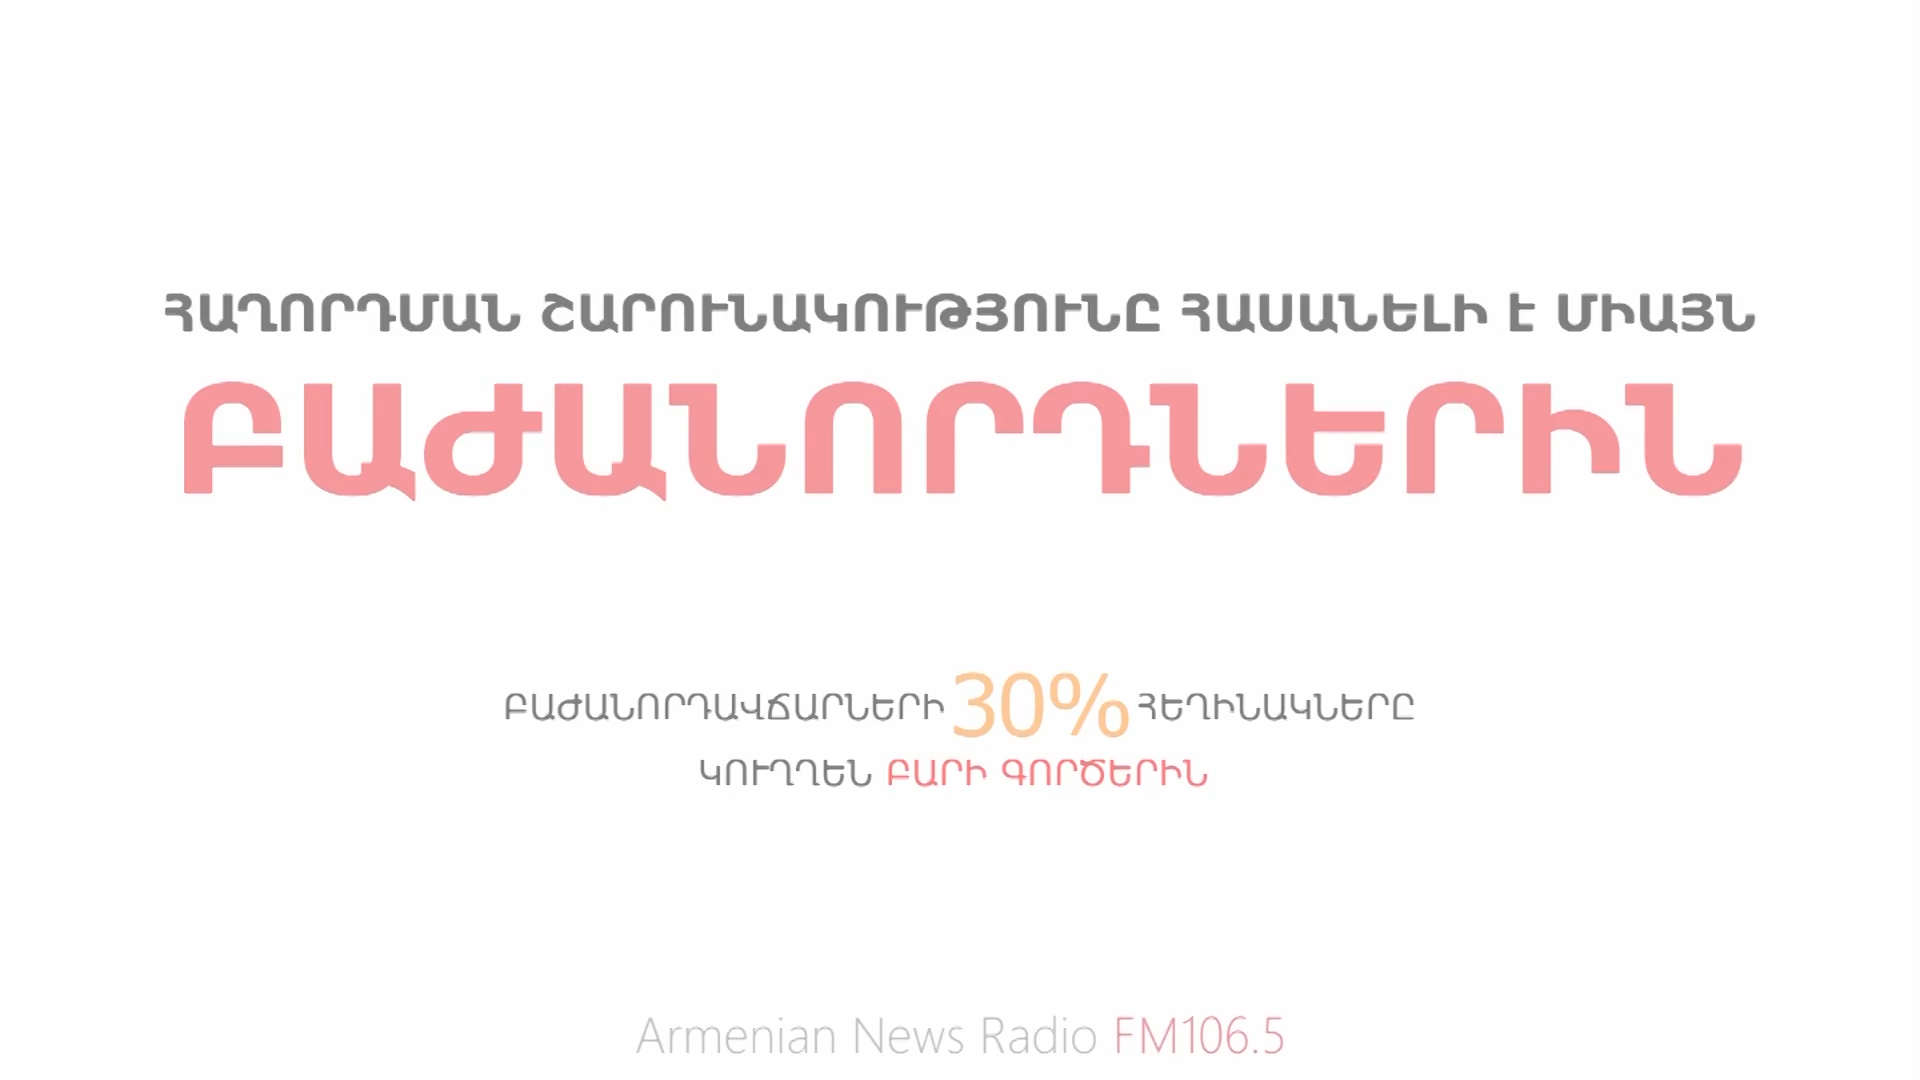 ՀԱՂՈՐԴՄԱՆ ՇԱՐՈՒՆԱԿՈՒԹՅՈՒՆԸ ՀԱՍԱՆԵԼԻ է ՄԻԱՅՆ
ԲԱԺԱՆՈՐԴՆԵՐԻՆ
ԲԱԺԱՆՈՐԴԱՎՃԱՐՆԵՐԻ 30% ՀԵՂԻՆԱԿՆԵՐԸ
ԿՈՒՂՂԵՆ ԲԱՐԻ ԳՈՐԾԵՐԻՆ
Armenian News Radio FM106.5